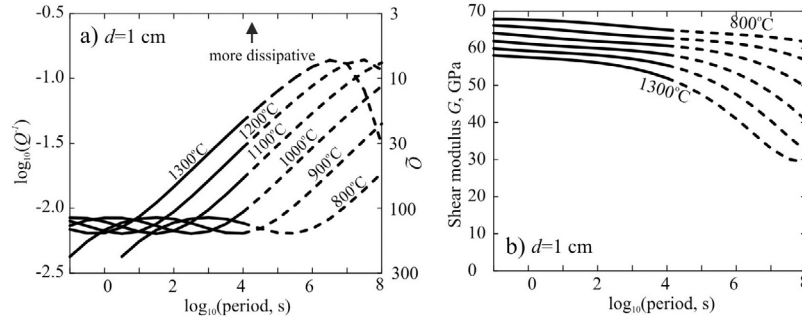 a) d=1 cm
more dissipative
-0.5
-1.0
-1.5
-2.0
-2.5
log₁₀(Q⁻¹)
3
10
30
100
300
Q
1300°C
1200°C
1100°C
1000°C
900°C
800°C
0 2 4 6 8
log₁₀(period, s)
70
60
50
40
30
20
10
0
Shear modulus G, GPa
800°C
1300°C
b) d=1 cm
0 2 4 6 8
log₁₀(period, s)